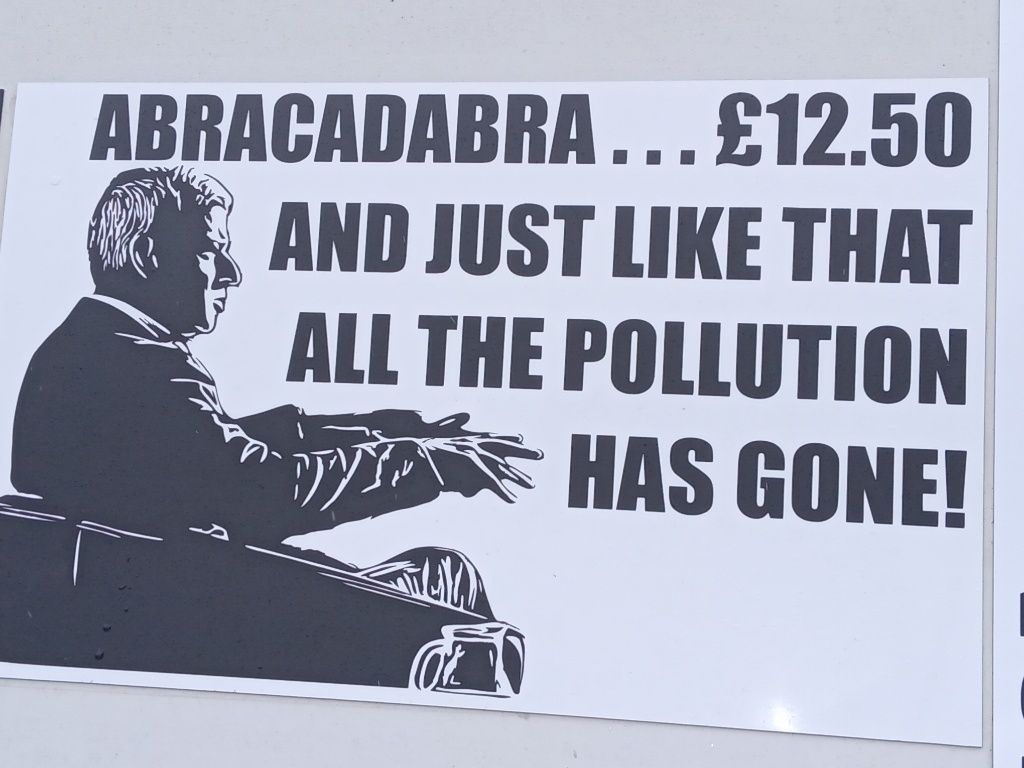 ABRACADABRA . . . £12.50
AND JUST LIKE THAT
ALL THE POLLUTION
HAS GONE!